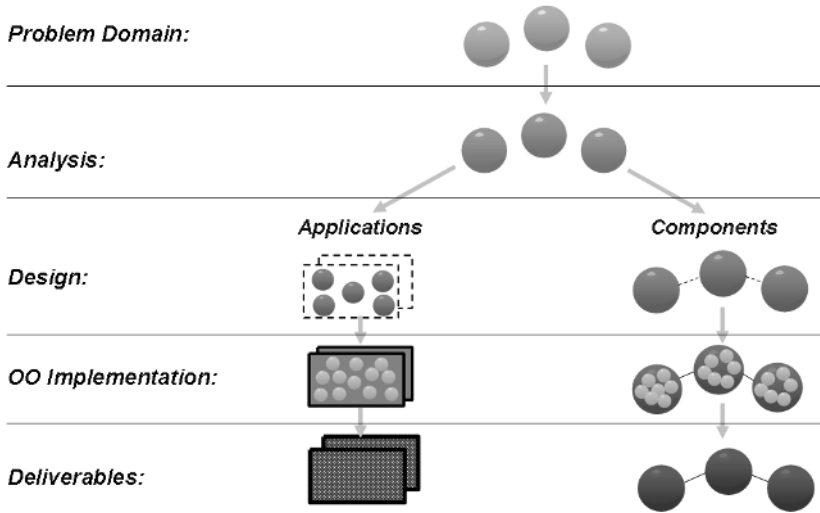 Problem Domain:
Analysis:
Applications
Components
Design:
OO Implementation:
Deliverables: